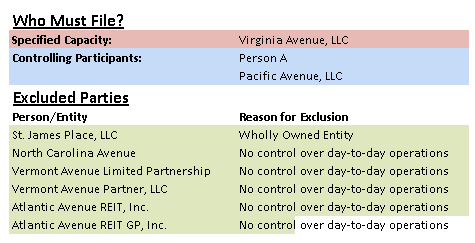 Who Must File?
Specified Capacity: Virginia Avenue, LLC
Controlling Participants: Person A
Pacific Avenue, LLC
Excluded Parties
Person/Entity Reason for Exclusion
St. James Place, LLC Wholly Owned Entity
North Carolina Avenue No control over day-to-day operations
Vermont Avenue Limited Partnership No control over day-to-day operations
Vermont Avenue Partner, LLC No control over day-to-day operations
Atlantic Avenue REIT, Inc. No control over day-to-day operations
Atlantic Avenue REIT GP, Inc. No control over day-to-day operations